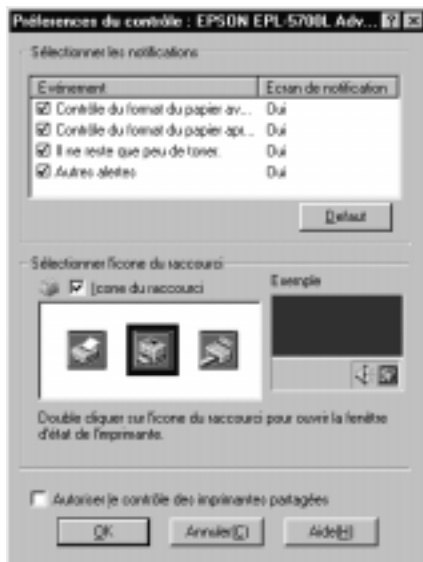 Préferences du contrôle : EPSON EPL-5700L Adv...
Sélectionner les notifications
Evénement Ecran de notification
Contrôle du format du papier av... Oui
Contrôle du format du papier apr... Oui
Il ne reste que peu de toner. Oui
Autres alertes Oui
Defaut
Sélectionner l'icone du raccourci
Icone du raccourci Exemple
Double cliquer sur l'icone du raccourci pour ouvrir la fenêtre
d'état de l'imprimante.
Autoriser le contrôle des imprimantes partagées
OK Annuler(C) Aide(H)